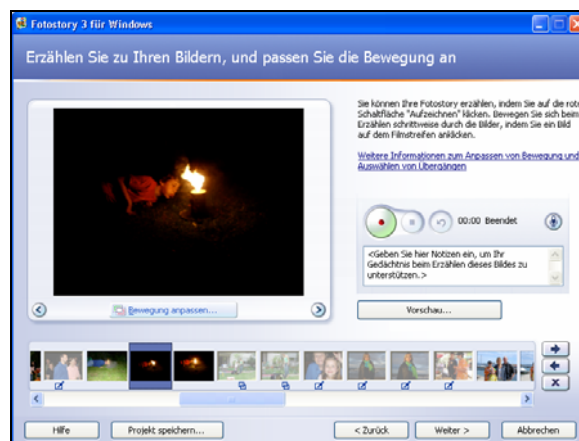 Fotostory 3 für Windows
Erzählen Sie zu Ihren Bildern, und passen Sie die Bewegung an
Sie können Ihre Fotostory erzählen, indem Sie auf die rote
Schaltfläche "Aufzeichnen" klicken. Bewegen Sie sich beim
Erzählen schrittweise durch die Bilder, indem Sie ein Bild
auf dem Filmstreifen anklicken.
Weitere Informationen zum Anpassen von Bewegung und
Auswählen von Übergängen
00:00 Beendet
<Geben Sie hier Notizen ein, um Ihr
Gedächtnis beim Erzählen dieses Bildes zu
unterstützen.>
Bewegung anpassen...
Vorschau...
Hilfe
Projekt speichern...
< Zurück
Weiter >
Abbrechen